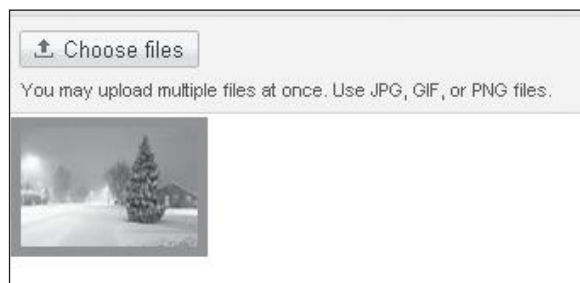 Choose files
You may upload multiple files at once. Use JPG, GIF, or PNG files.